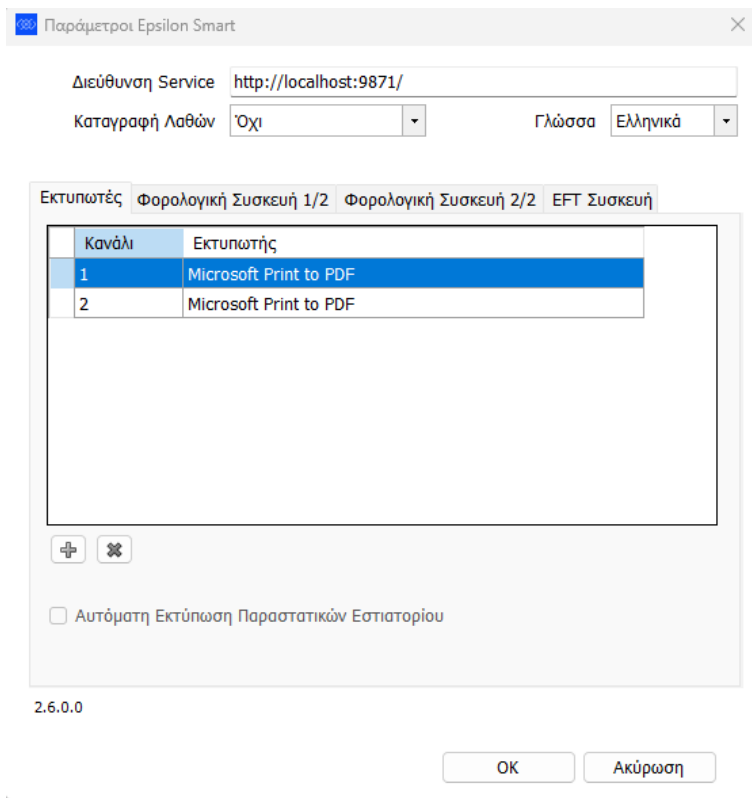 Παράμετροι Epsilon Smart
Διεύθυνση Service http://localhost:9871/
Καταγραφή Λαθών Όχι Γλώσσα Ελληνικά
Εκτυπωτές Φορολογική Συσκευή 1/2 Φορολογική Συσκευή 2/2 EFT Συσκευή
Κανάλι Εκτυπωτής
1 Microsoft Print to PDF
2 Microsoft Print to PDF
Αυτόματη Εκτύπωση Παραστατικών Εστιατορίου
2.6.0.0
OK Ακύρωση